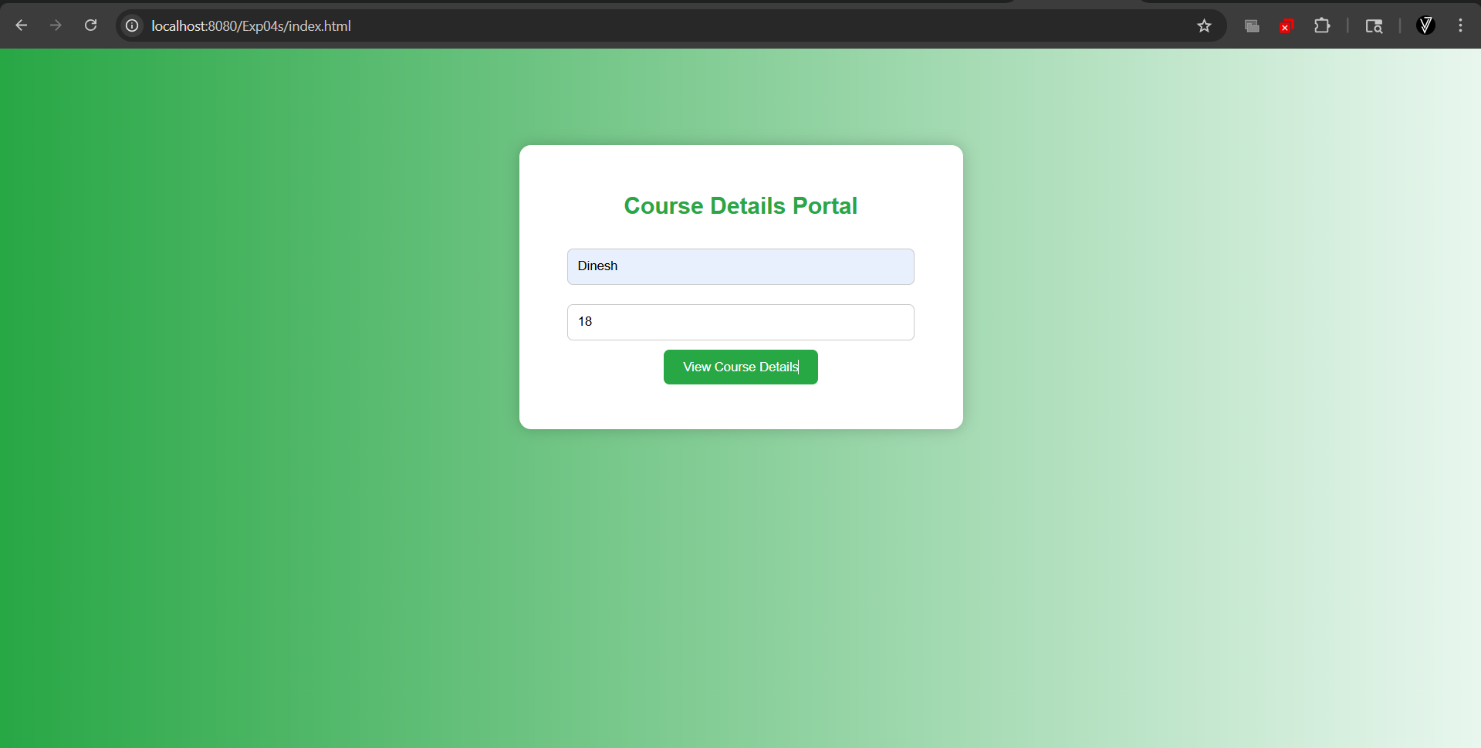 localhost:8080/Exp04s/index.html
Course Details Portal
Dinesh
18
View Course Details